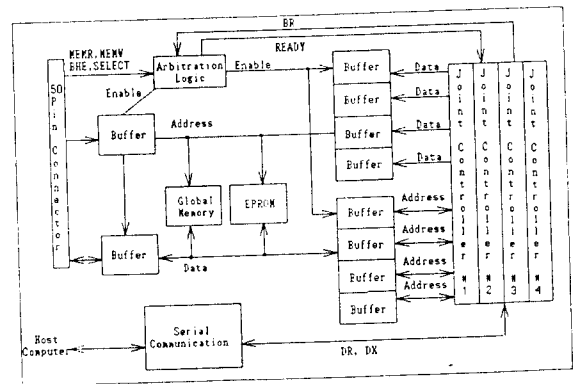 BR
READY
MEMR,MEMW
BHE,SELECT
Arbitration
Logic
Enable
Enable
50
Pin
Connector
Buffer
Address
Global
Memory
EPROM
Buffer
Data
Buffer
Buffer
Buffer
Buffer
Data
Data
Data
Data
Buffer
Buffer
Buffer
Buffer
Address
Address
Address
Address
Joint Controller #1
Joint Controller #2
Joint Controller #3
Joint Controller #4
Serial
Communication
Host
Computer
DR, DX